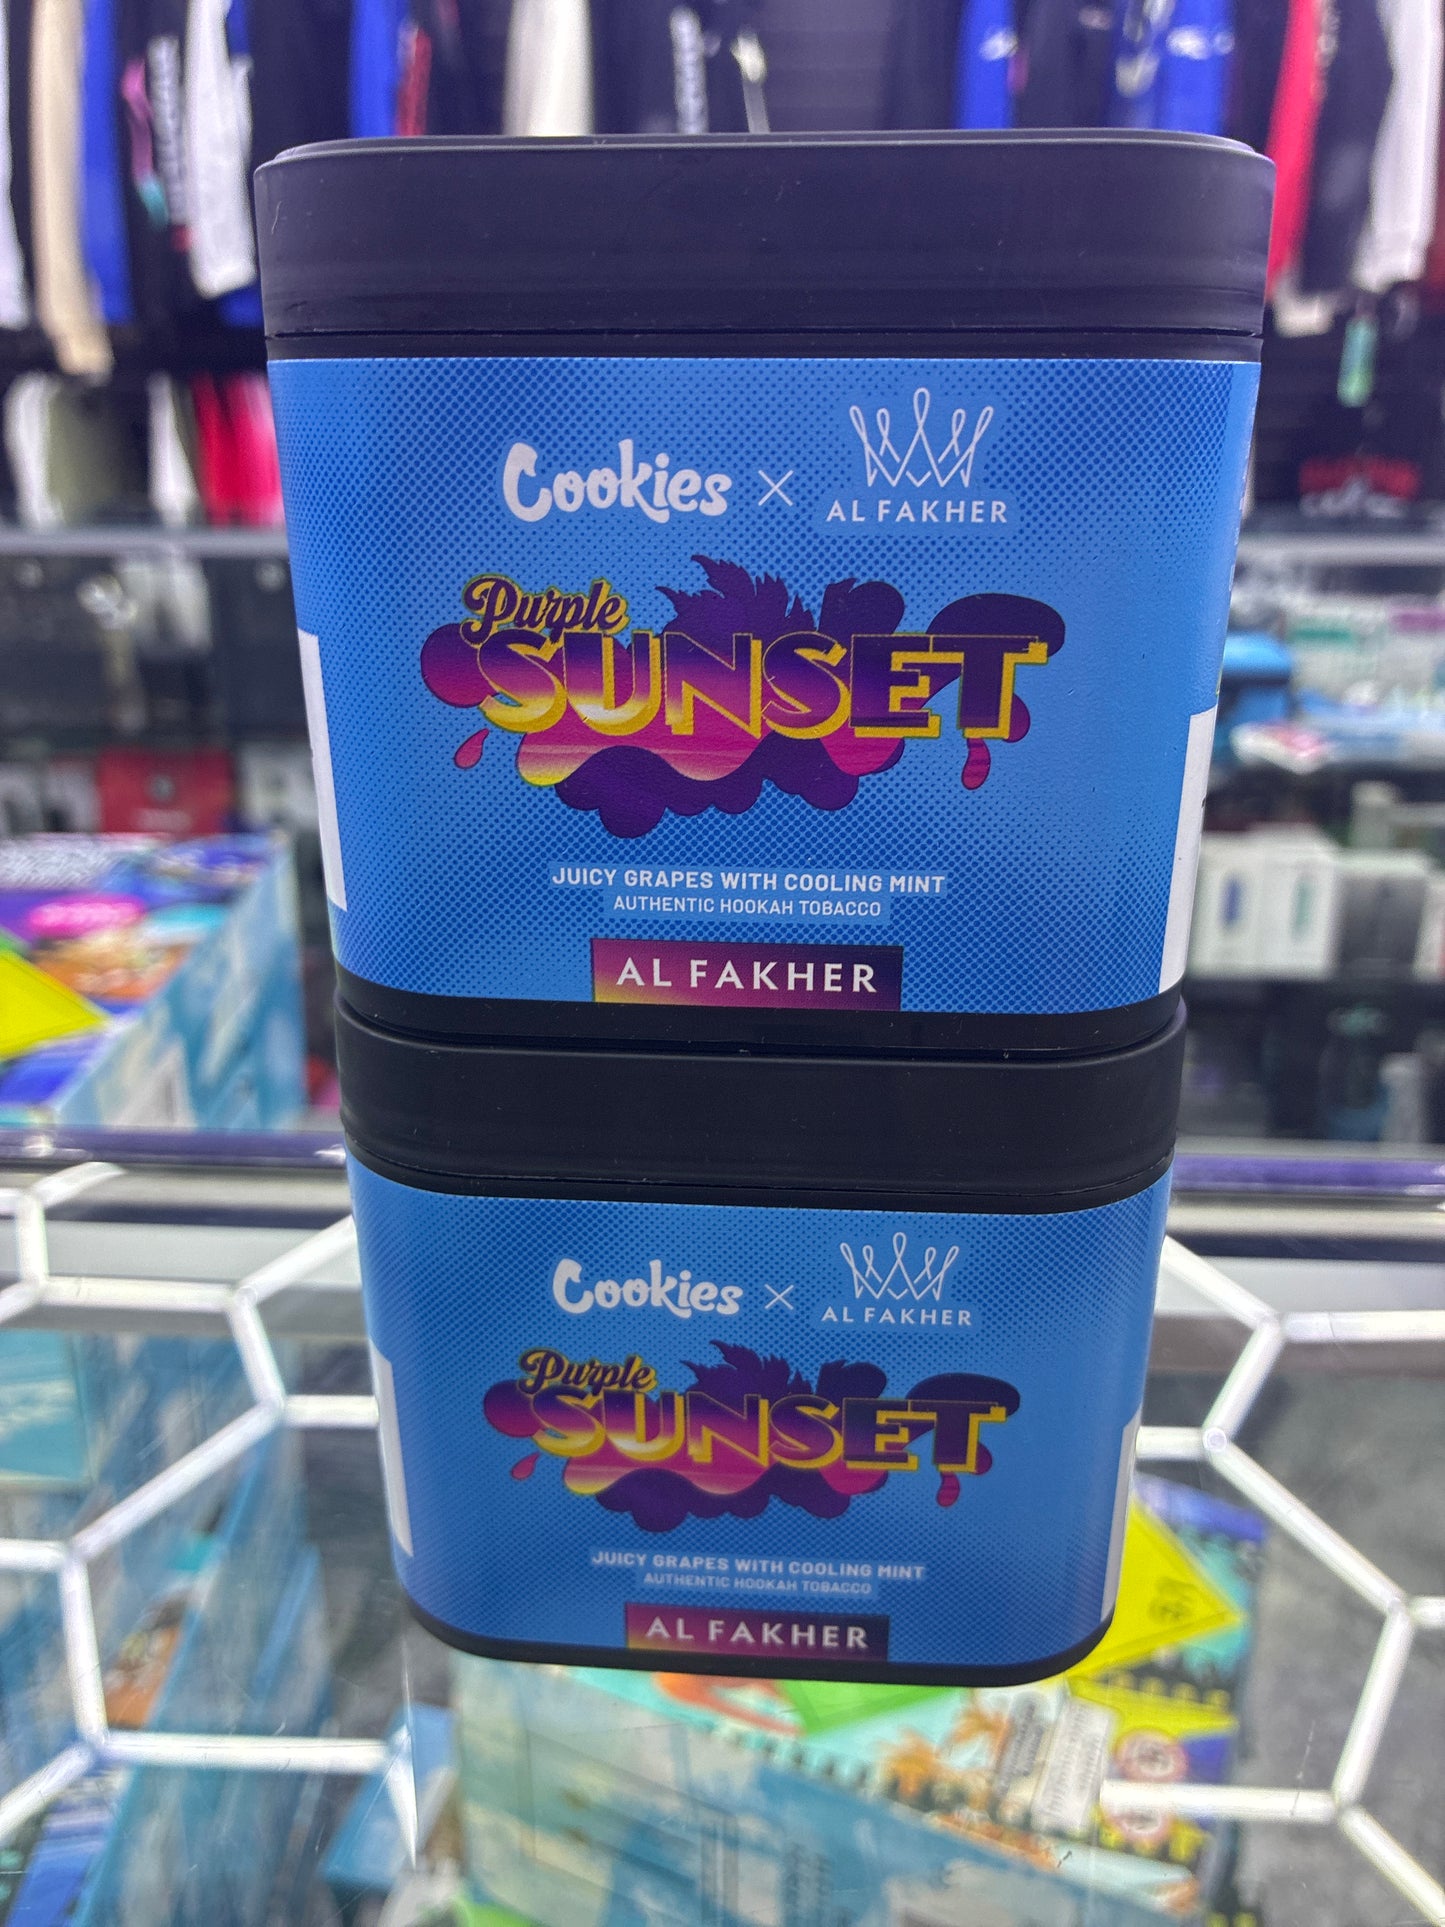 Cookies × AL FAKHER
Purple
SUNSET
JUICY GRAPES WITH COOLING MINT
AUTHENTIC HOOKAH TOBACCO
AL FAKHER
Cookies × AL FAKHER
Purple
SUNSET
JUICY GRAPES WITH COOLING MINT
AUTHENTIC HOOKAH TOBACCO
AL FAKHER